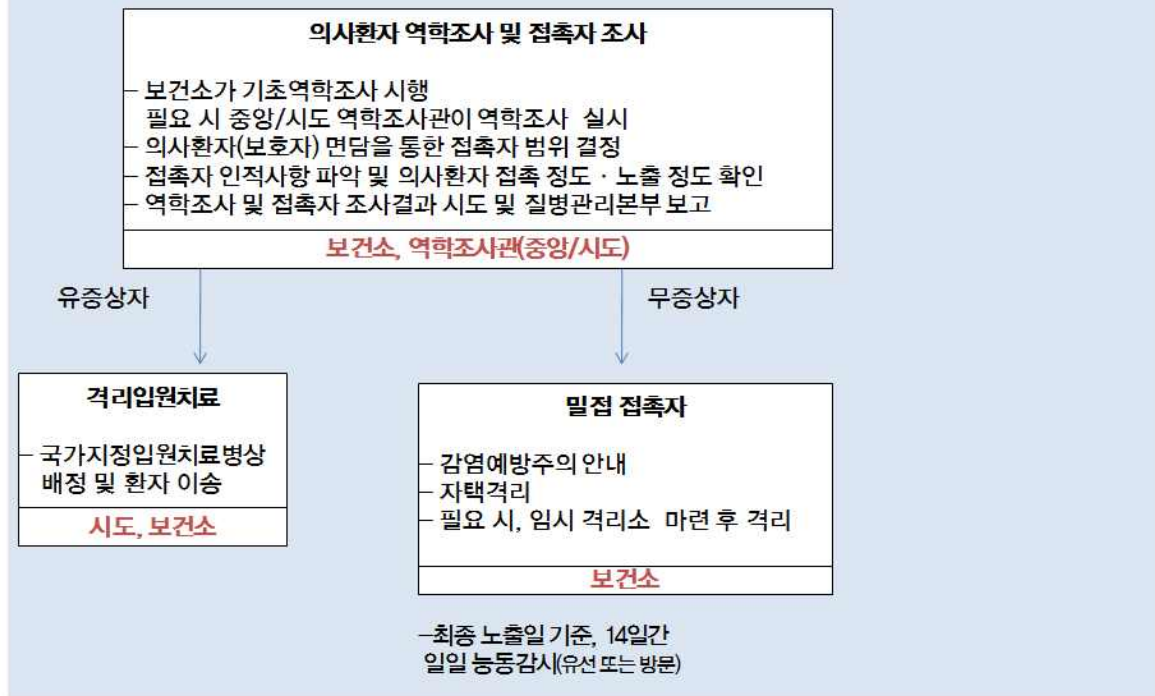 의사환자 역학조사 및 접촉자 조사
– 보건소가 기초역학조사 시행
필요 시 중앙/시도 역학조사관이 역학조사 실시
– 의사환자(보호자) 면담을 통한 접촉자 범위 결정
– 접촉자 인적사항 파악 및 의사환자 접촉 정도 · 노출 정도 확인
– 역학조사 및 접촉자 조사결과 시도 및 질병관리본부 보고
보건소, 역학조사관(중앙/시도)
유증상자
무증상자
격리입원치료
– 국가지정입원치료병상
배정 및 환자 이송
시도, 보건소
밀접 접촉자
– 감염예방주의 안내
– 자택격리
– 필요 시, 임시 격리소 마련 후 격리
보건소
–최종 노출일 기준, 14일간
일일 능동감시(유선 또는 방문)